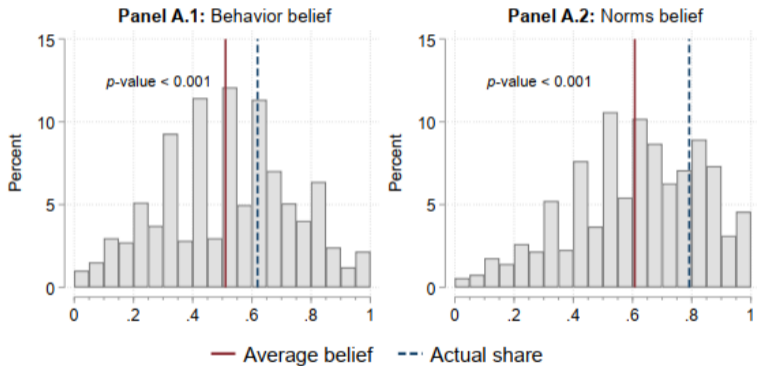 Panel A.1: Behavior belief
15
10
5
0
Percent
p-value < 0.001
0 .2 .4 .6 .8 1
Panel A.2: Norms belief
15
10
5
0
Percent
p-value < 0.001
0 .2 .4 .6 .8 1
Average belief Actual share